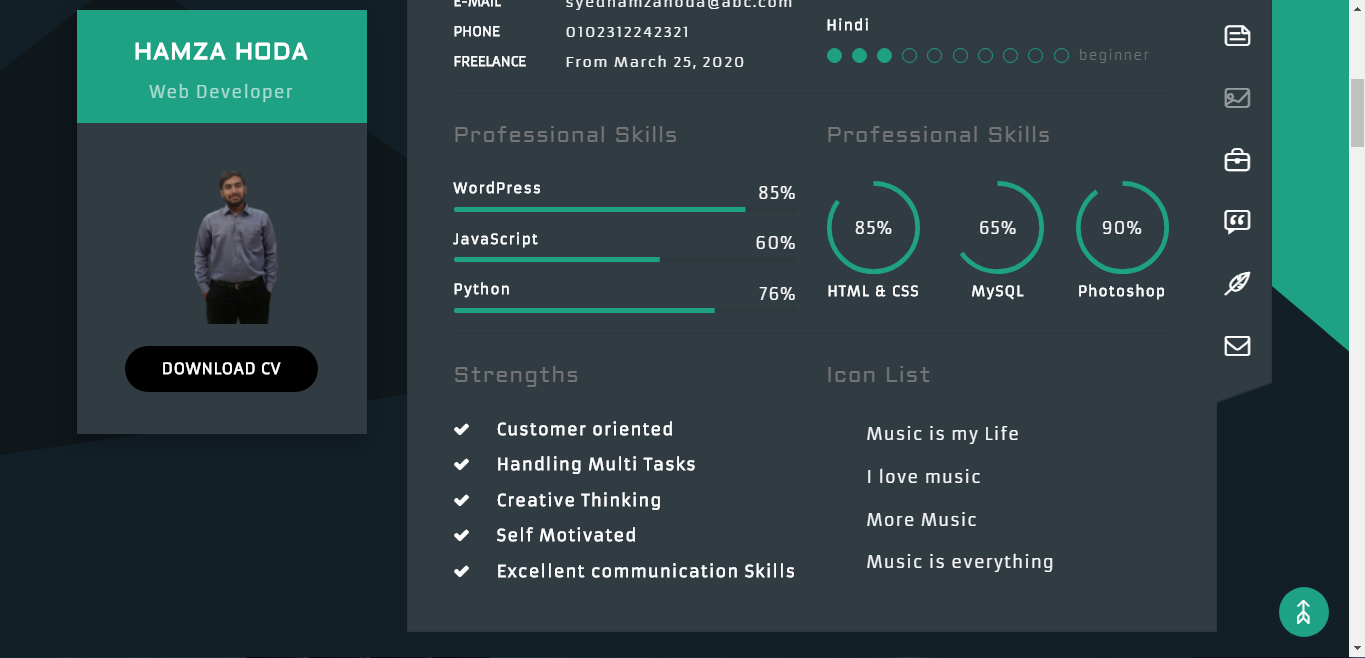 HAMZA HODA
Web Developer
DOWNLOAD CV
E-MAIL syedhamzahoda@abc.com
PHONE 0102312242321
FREELANCE From March 25, 2020
Hindi
beginner
Professional Skills
WordPress 85%
JavaScript 60%
Python 76%
Professional Skills
85% 65% 90%
HTML & CSS MySQL Photoshop
Strengths
Customer oriented
Handling Multi Tasks
Creative Thinking
Self Motivated
Excellent communication Skills
Icon List
Music is my Life
I love music
More Music
Music is everything